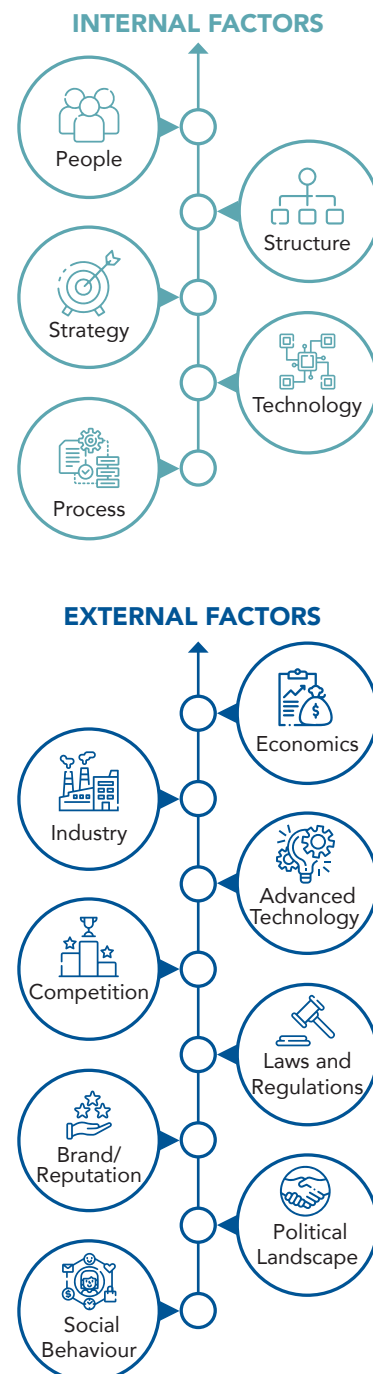 INTERNAL FACTORS
People
Structure
Strategy
Technology
Process
EXTERNAL FACTORS
$
Economics
Industry
Advanced
Technology
Competition
Laws and
Regulations
Brand/
Reputation
Political
Landscape
$
Social
Behaviour